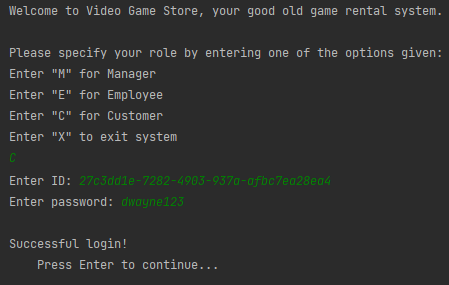 Welcome to Video Game Store, your good old game rental system.
Please specify your role by entering one of the options given:
Enter "M" for Manager
Enter "E" for Employee
Enter "C" for Customer
Enter "X" to exit system
C
Enter ID: 27c3dd1e-7282-4903-937a-afbc7ea28ea4
Enter password: dwayne123
Successful login!
Press Enter to continue...